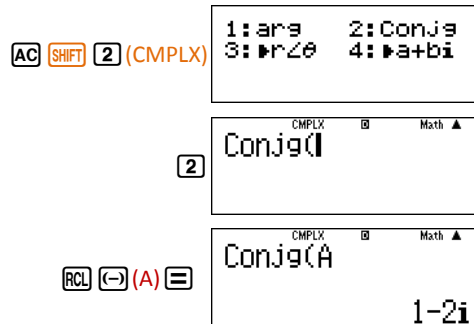 1:arg 2:Conjg
AC SHIFT 2 (CMPLX) 3:▶r∠θ 4:▶a+bi
CMPLX D Math ▲
Conjg(
2
CMPLX D Math ▲
Conjg(A
RCL (−) (A) =
1-2i